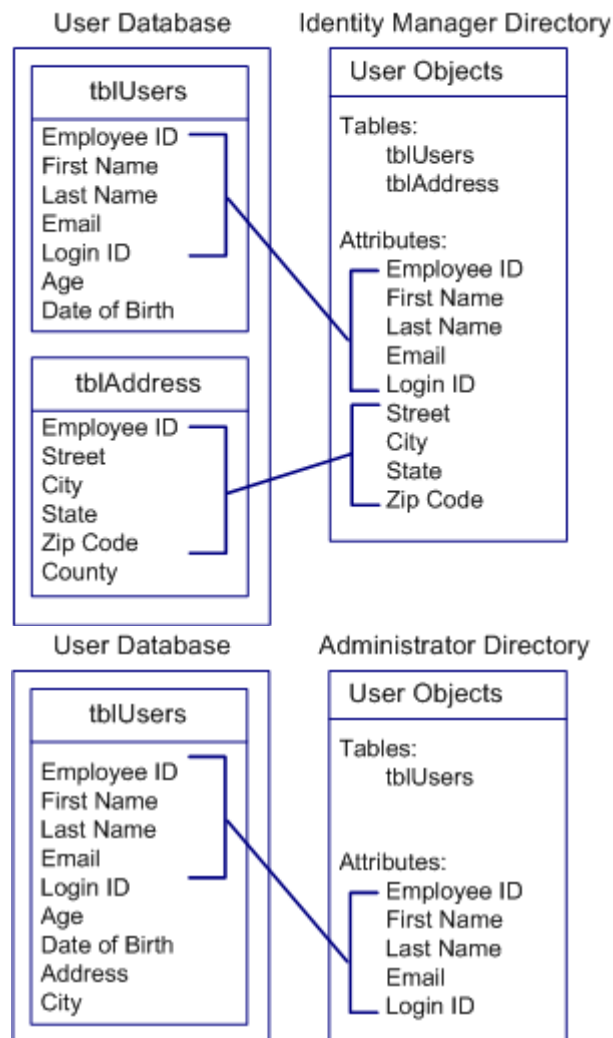 User Database
tblUsers
Employee ID
First Name
Last Name
Email
Login ID
Age
Date of Birth
tblAddress
Employee ID
Street
City
State
Zip Code
County
Identity Manager Directory
User Objects
Tables:
tblUsers
tblAddress
Attributes:
Employee ID
First Name
Last Name
Email
Login ID
Street
City
State
Zip Code
User Database
tblUsers
Employee ID
First Name
Last Name
Email
Login ID
Age
Date of Birth
Address
City
Administrator Directory
User Objects
Tables:
tblUsers
Attributes:
Employee ID
First Name
Last Name
Email
Login ID